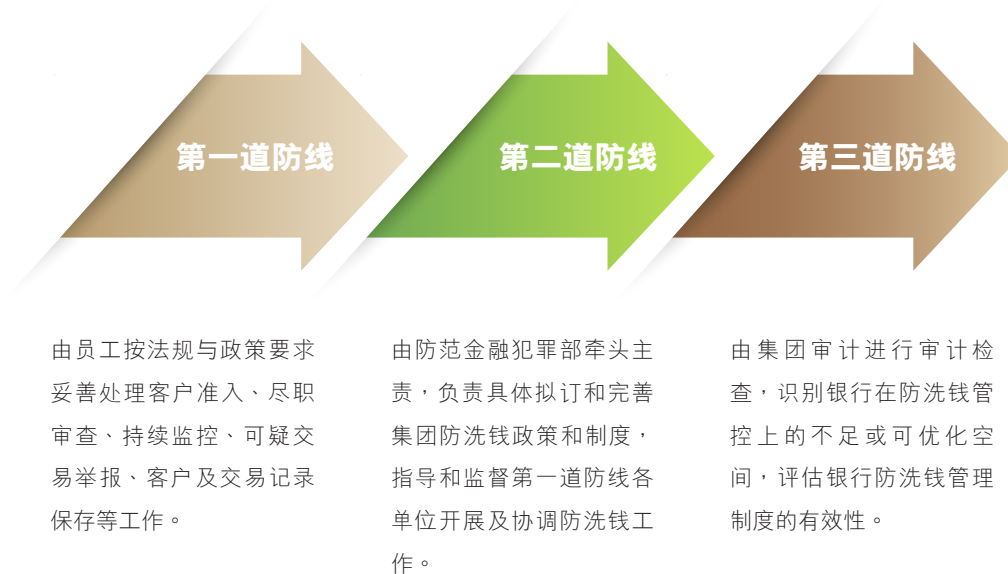 第一道防线
第二道防线
第三道防线
由员工按法规与政策要求
妥善处理客户准入、尽职
审查、持续监控、可疑交
易举报、客户及交易记录
保存等工作。
由防范金融犯罪部牵头主
责，负责具体拟订和完善
集团防洗钱政策和制度，
指导和监督第一道防线各
单位开展及协调防洗钱工
作。
由集团审计进行审计检
查，识别银行在防洗钱管
控上的不足或可优化空
间，评估银行防洗钱管理
制度的有效性。